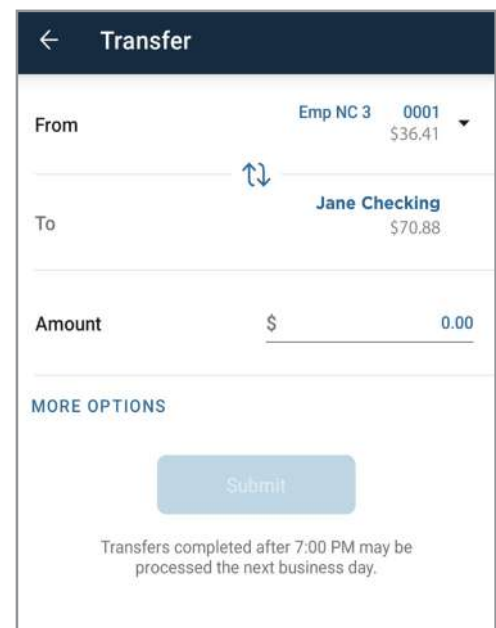 Transfer
From
Emp NC 3 0001
$36.41
To
Jane Checking
$70.88
Amount
$ 0.00
MORE OPTIONS
Submit
Transfers completed after 7:00 PM may be
processed the next business day.